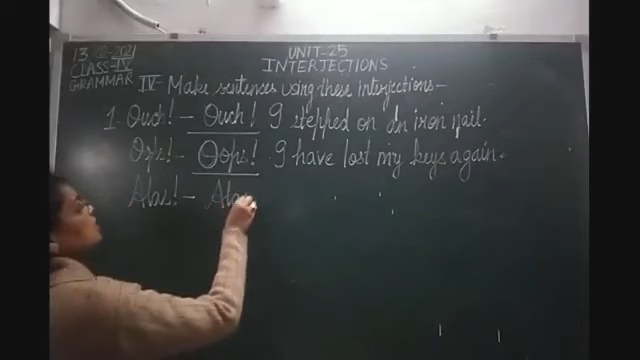 13 2021 UNIT-25
CLASS-IV INTERJECTIONS
GRAMMAR IV- Make sentences using these interjections-
1. Ouch! - Ouch! I stepped on an iron nail.
Oops! - Oops! I have lost my keys again.
Alas! - Alas